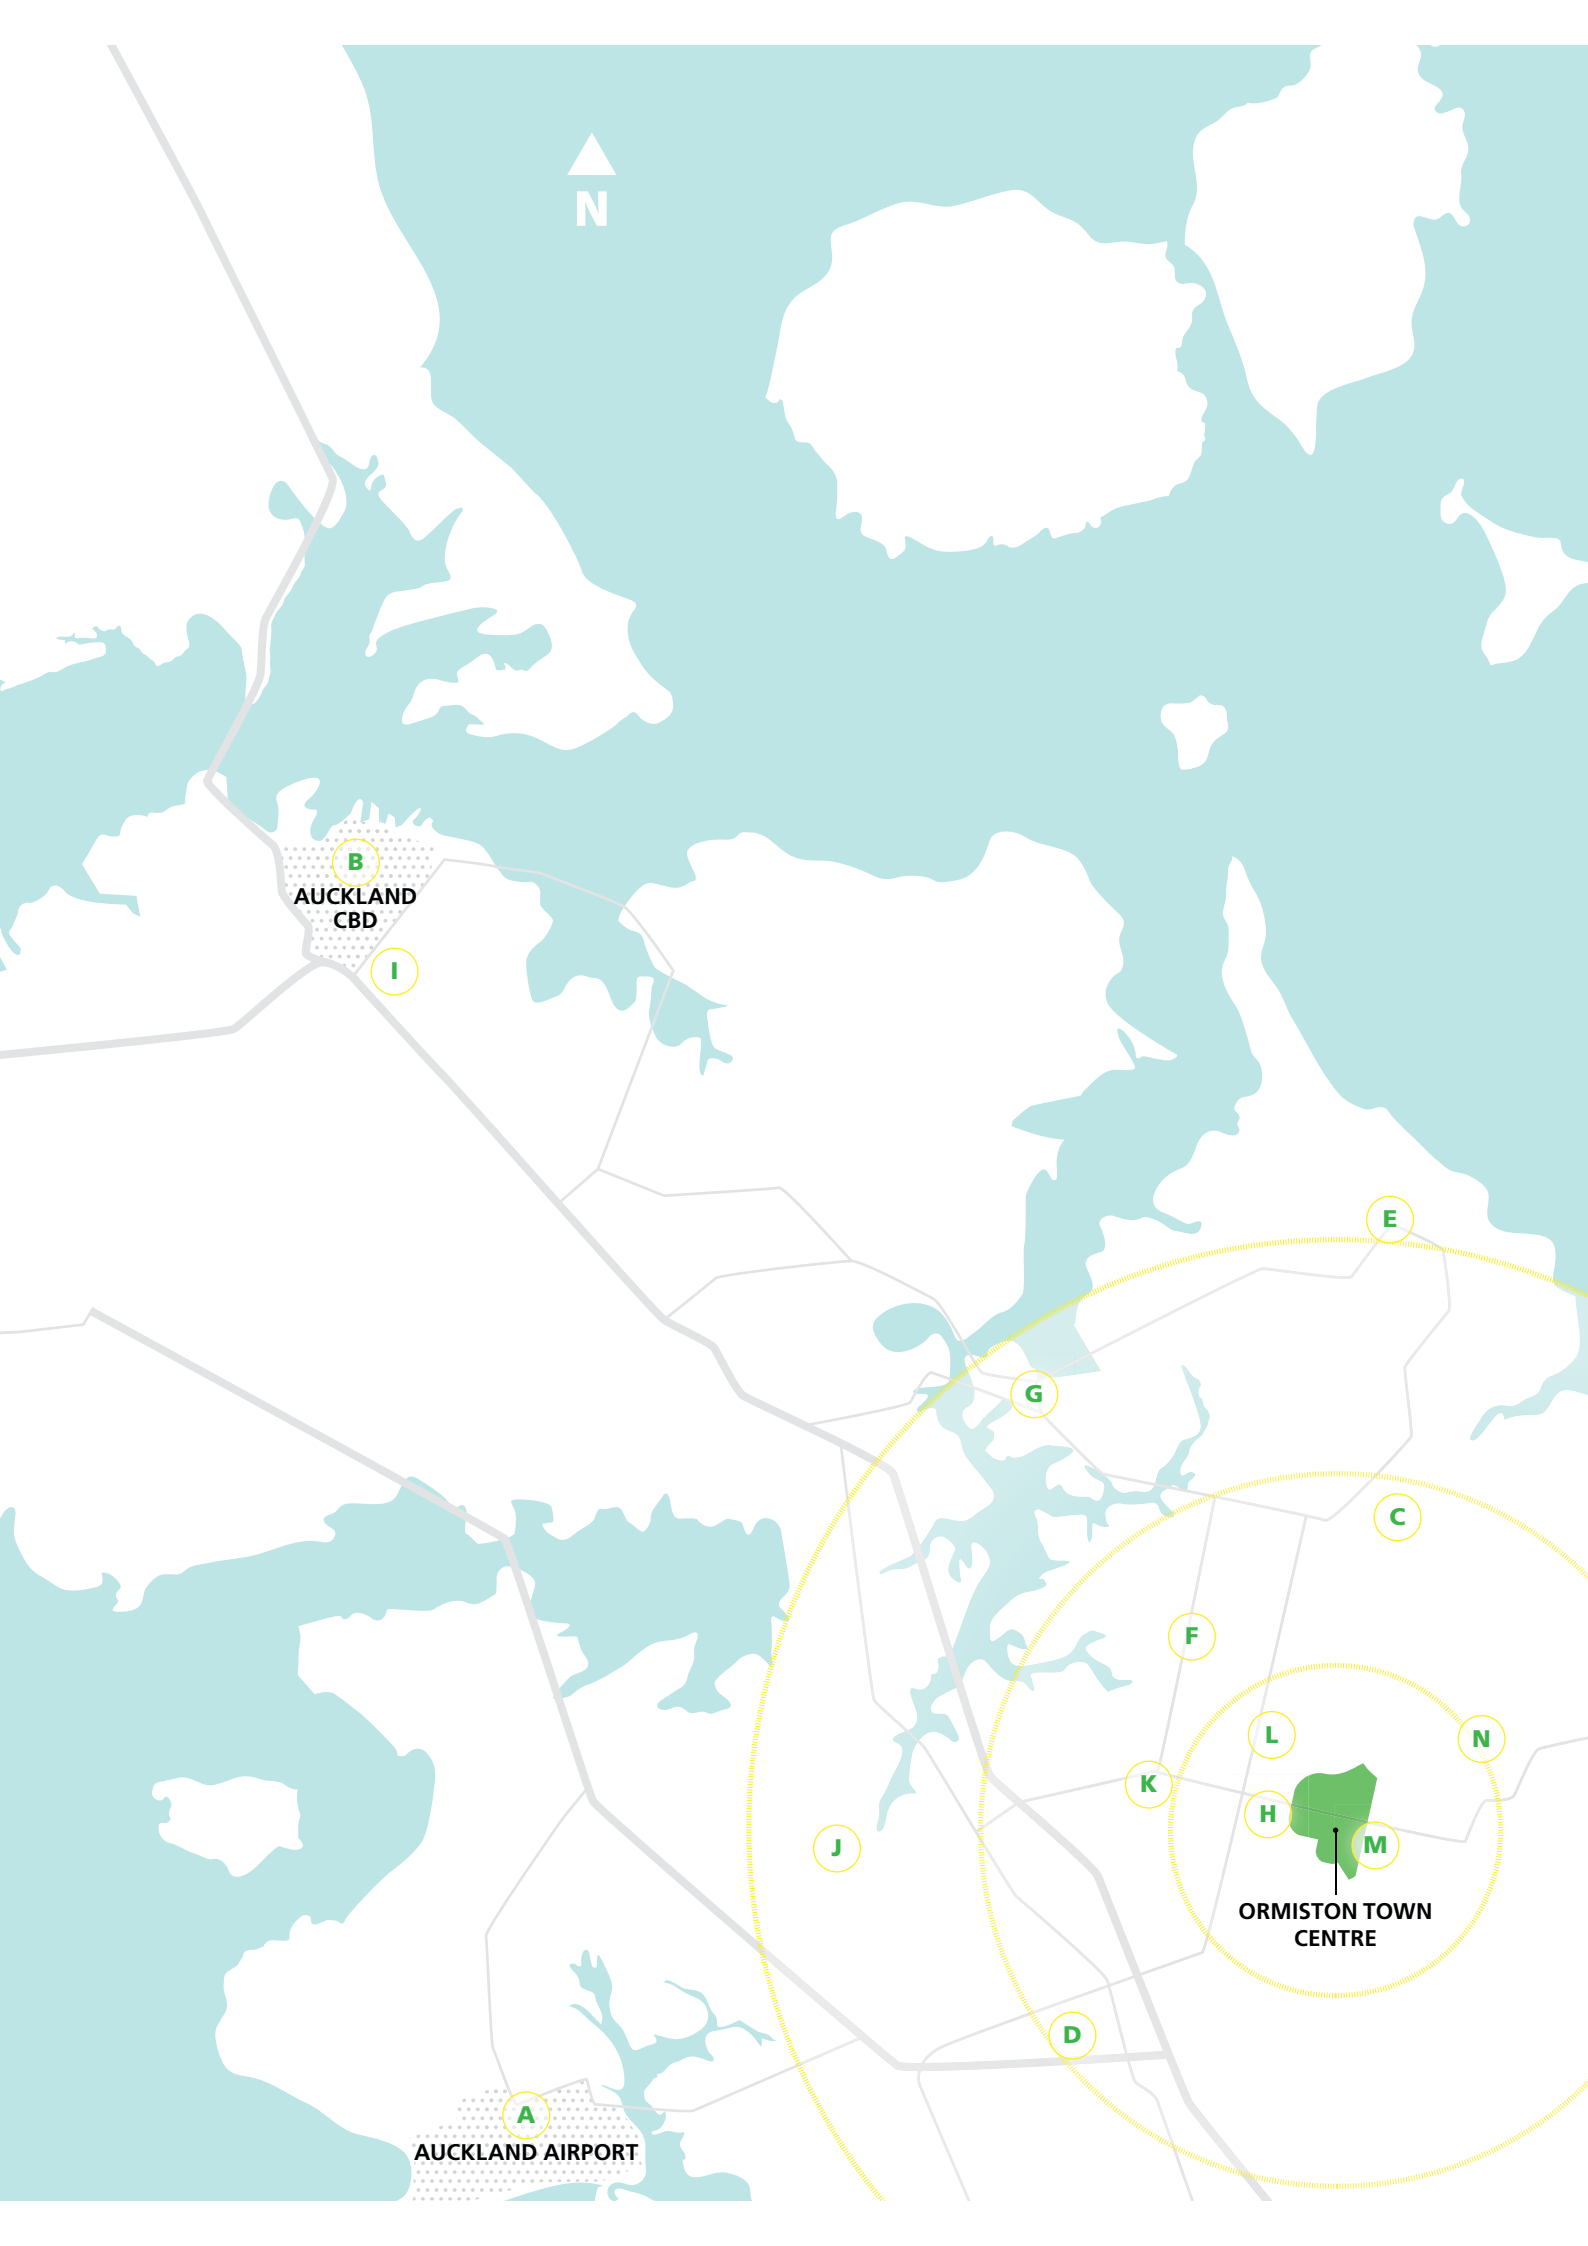 N
B
AUCKLAND
CBD
I
E
G
C
F
L
N
K
H
M
J
ORMISTON TOWN
CENTRE
D
A
AUCKLAND AIRPORT